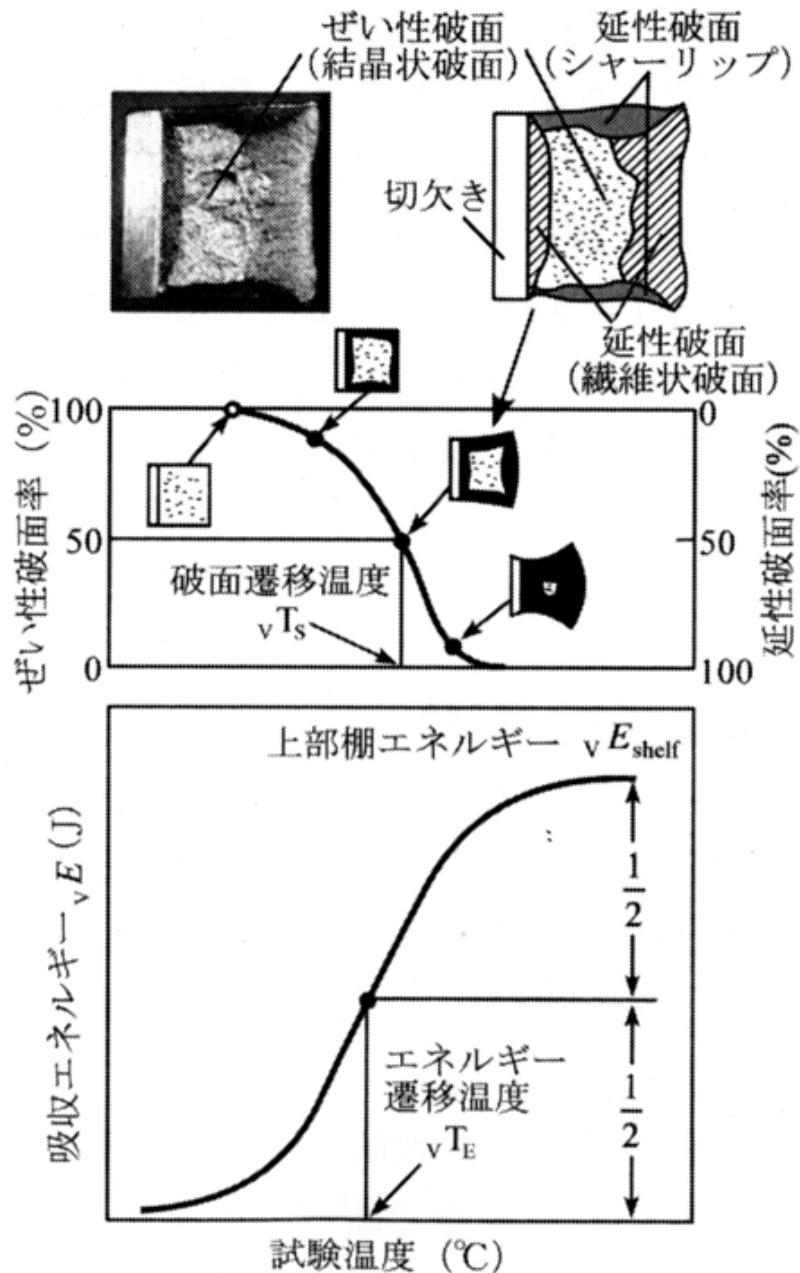 ぜい性破面
(結晶状破面)
延性破面
(シャーリップ)
切欠き
延性破面
(繊維状破面)
ぜい性破面率 (%)
100
50
0
延性破面率(%)
0
50
100
破面遷移温度
vTs
上部棚エネルギー vEshelf
吸収エネルギー vE (J)
1/2
1/2
エネルギー
遷移温度
vTE
試験温度 (℃)